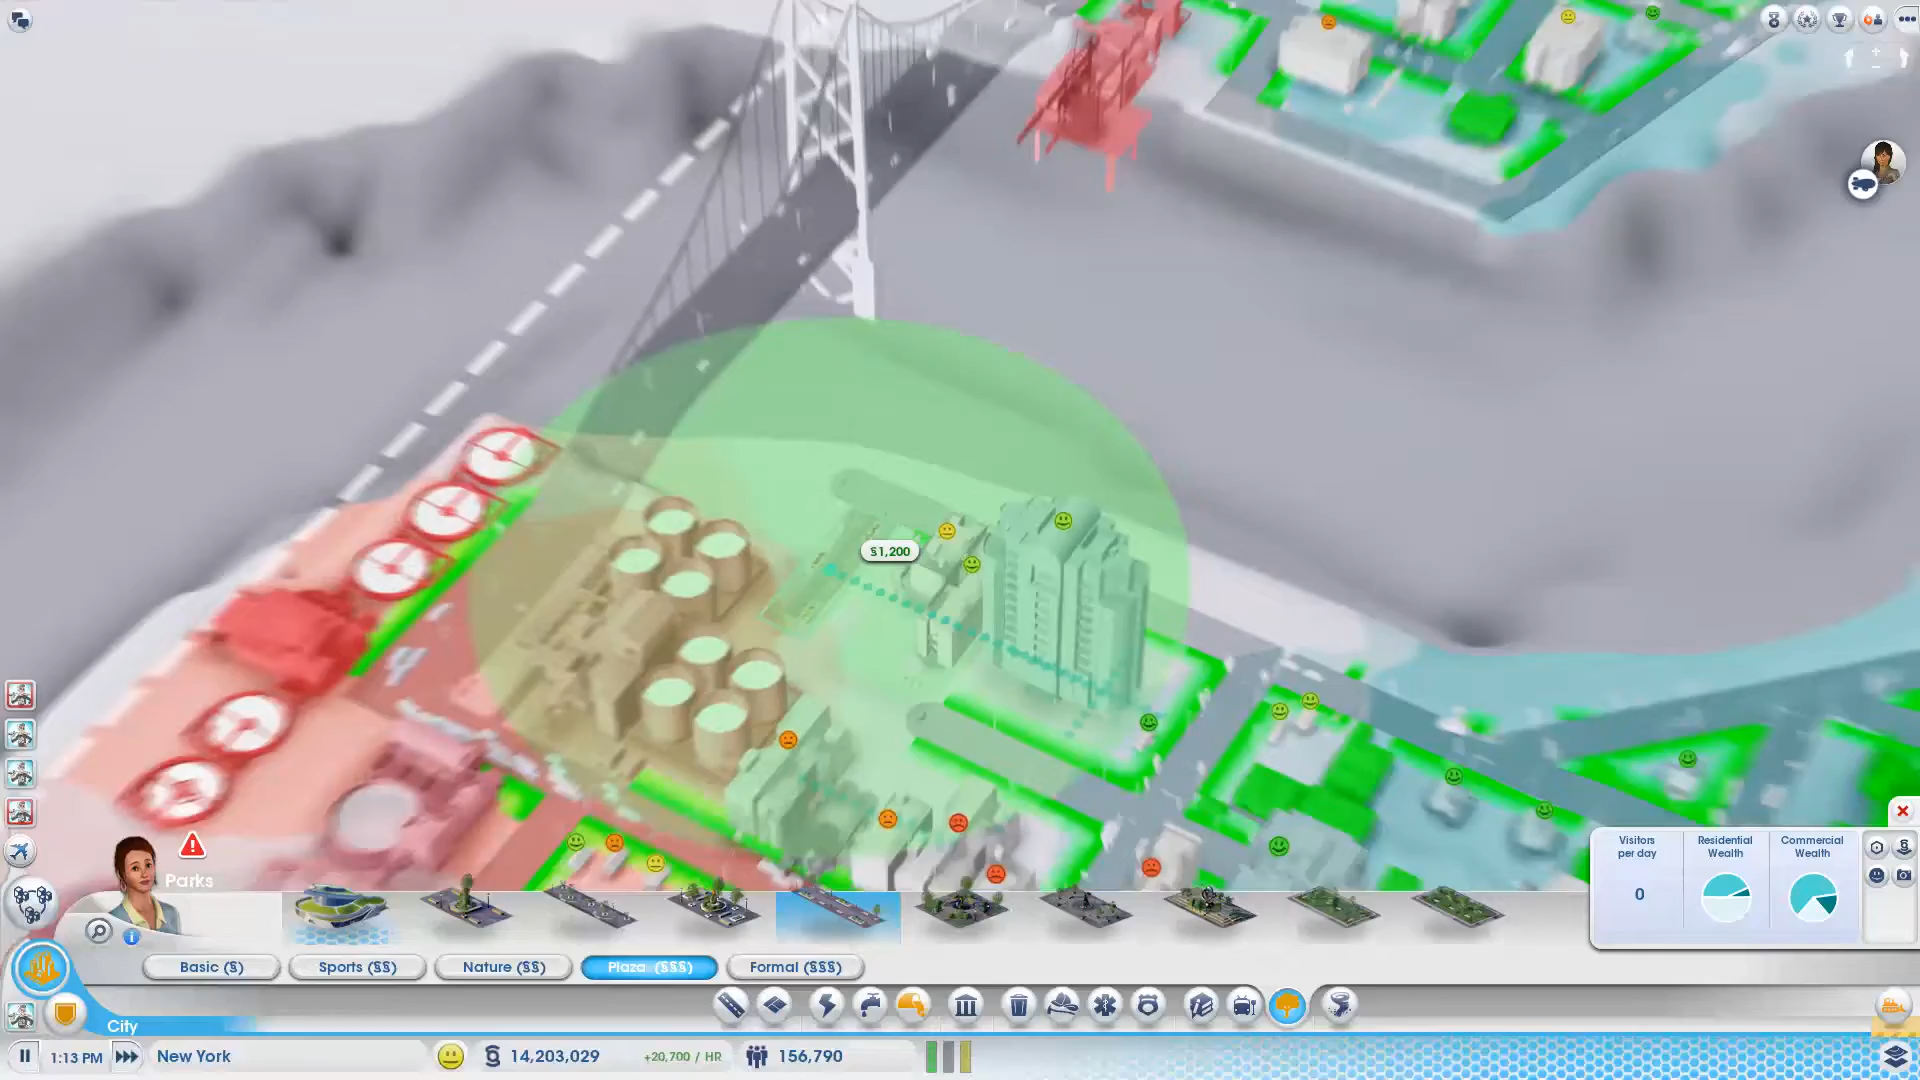 §1,200
Visitors
per day
Residential
Wealth
Commercial
Wealth
0
Parks
Basic (§)
Sports (§§)
Nature (§§)
Plaza (§§§)
Formal (§§§)
City
1:13 PM
New York
14,203,029
+20,700 / HR
156,790